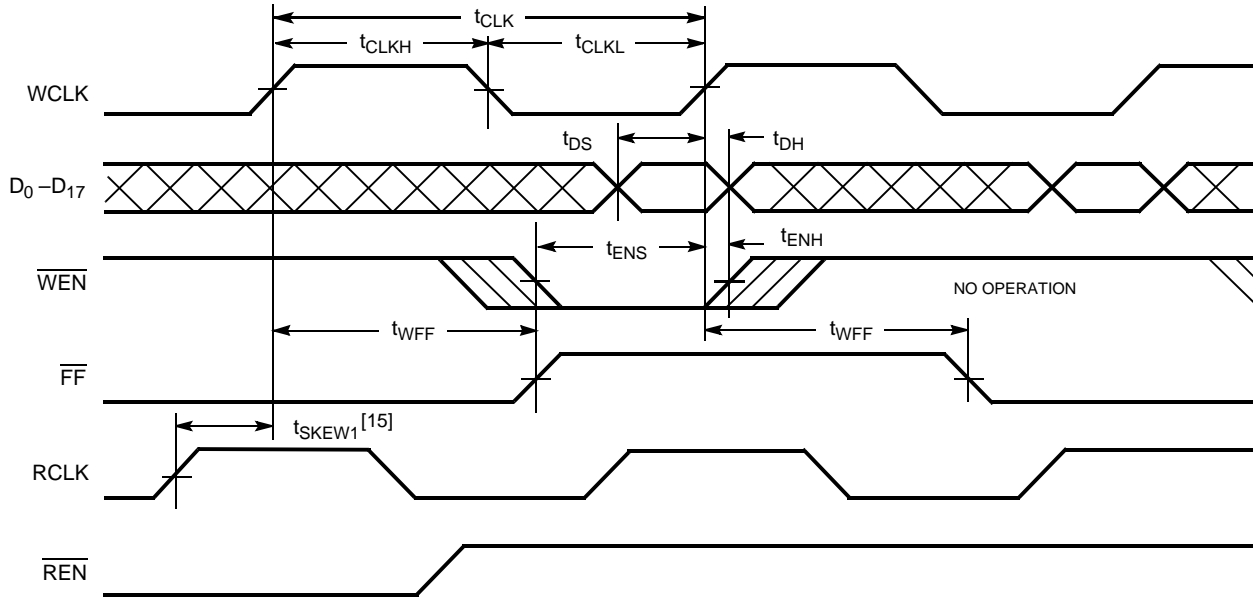 tCLK
tCLKH
tCLKL
WCLK
tDS
tDH
D0 –D17
tENS
tENH
WEN
NO OPERATION
tWFF
tWFF
FF
tSKEW1 [15]
RCLK
REN